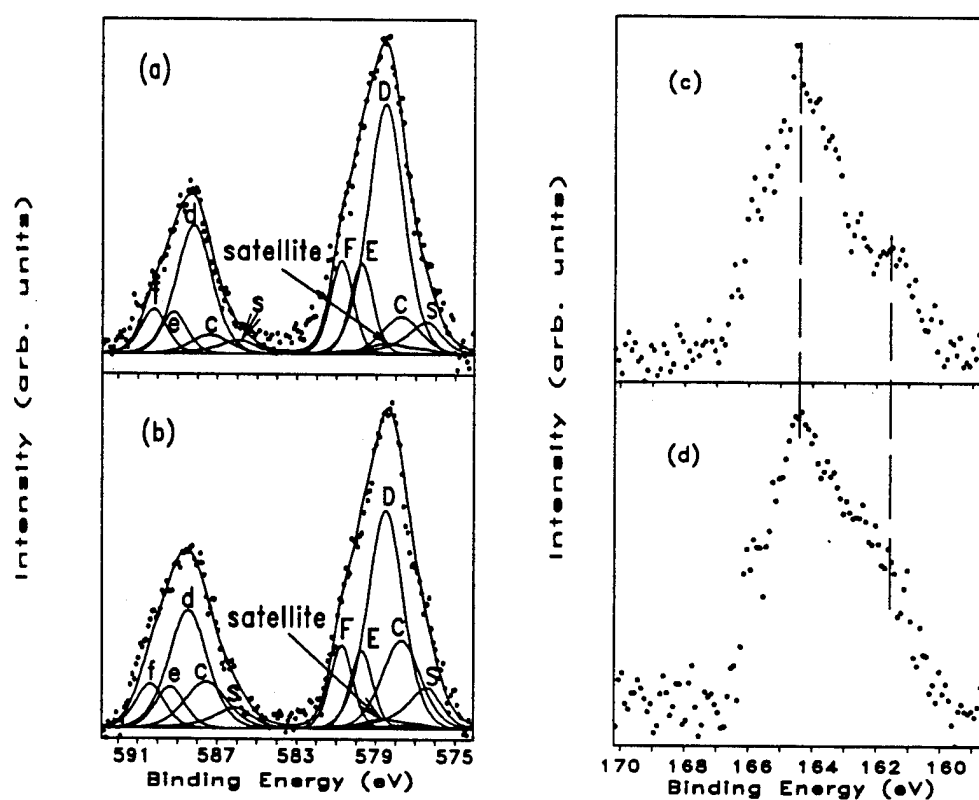 Intensity (arb. units)
(a)
D
d
satellite
F E
f
e
C
S
C
S
(b)
D
d
satellite
F
E
C
f
e
C
S
S
591 587 583 579 575
Binding Energy (eV)
Intensity (arb. units)
(c)
(d)
170 168 166 164 162 160
Binding Energy (eV)